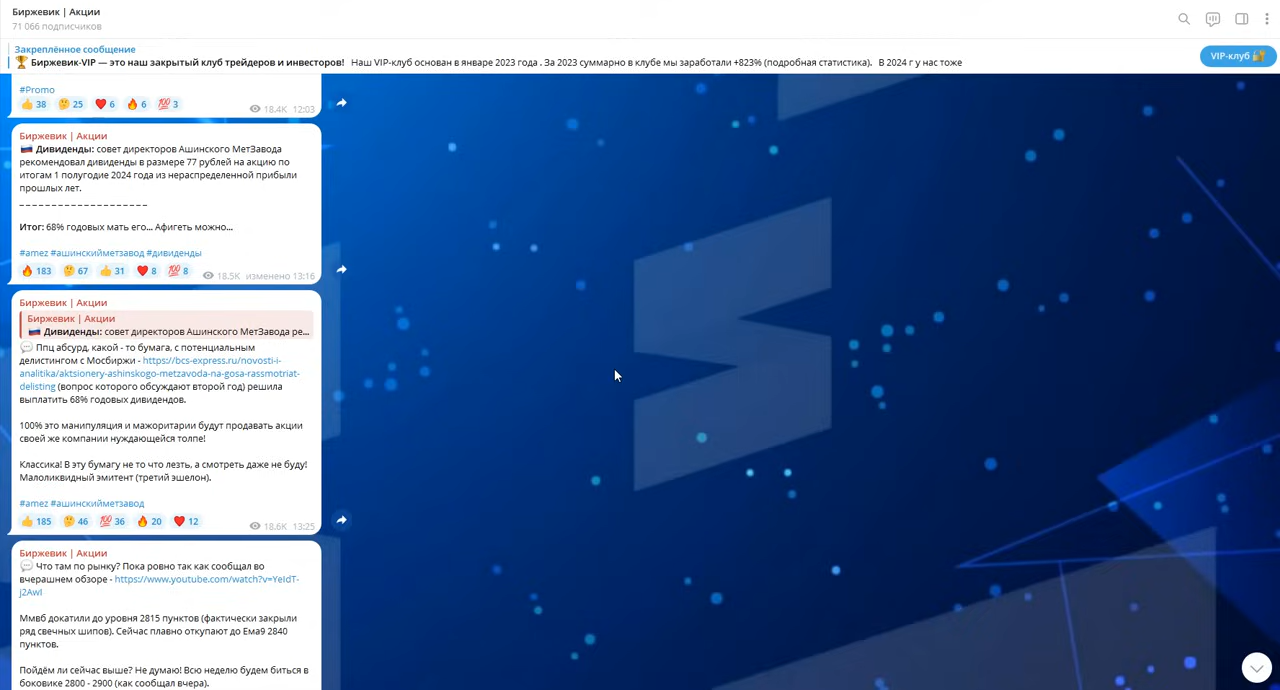 Биржевик | Акции
71 066 подписчиков
Закреплённое сообщение
🏆 Биржевик-VIP — это наш закрытый клуб трейдеров и инвесторов! Наш VIP-клуб основан в январе 2023 года . За 2023 суммарно в клубе мы заработали +823% (подробная статистика). В 2024 г у нас тоже
VIP-клуб 🔐
#Promo
👍 38 🤔 25 ❤️ 6 🔥 6 💯 3 18.4K 12:03
Биржевик | Акции
🇷🇺 Дивиденды: совет директоров Ашинского МетЗавода
рекомендовал дивиденды в размере 77 рублей на акцию по
итогам 1 полугодие 2024 года из нераспределенной прибыли
прошлых лет.
_ _ _ _ _ _ _ _ _ _ _ _ _ _ _ _ _ _ _ _
Итог: 68% годовых мать его... Афигеть можно...
#amez #ашинскийметзавод #дивиденды
🔥 183 🤔 67 👍 31 ❤️ 8 💯 8 18.5K изменено 13:16
Биржевик | Акции
Биржевик | Акции
🇷🇺 Дивиденды: совет директоров Ашинского МетЗавода ре...
💬 Ппц абсурд, какой - то бумага, с потенциальным
делистингом с Мосбиржи - https://bcs-express.ru/novosti-i-
analitika/aktsionery-ashinskogo-metzavoda-na-gosa-rassmotriat-
delisting (вопрос которого обсуждают второй год) решила
выплатить 68% годовых дивидендов.
100% это манипуляция и мажоритарии будут продавать акции
своей же компании нуждающейся толпе!
Классика! В эту бумагу не то что лезть, а смотреть даже не буду!
Малоликвидный эмитент (третий эшелон).
#amez #ашинскийметзавод
👍 185 🤔 46 💯 36 🔥 20 ❤️ 12 18.6K 13:25
Биржевик | Акции
💬 Что там по рынку? Пока ровно так как сообщал во
вчерашнем обзоре - https://www.youtube.com/watch?v=YeIdT-
j2AwI
Ммвб докатили до уровня 2815 пунктов (фактически закрыли
ряд свечных шипов). Сейчас плавно откупают до Ема9 2840
пунктов.
Пойдём ли сейчас выше? Не думаю! Всю неделю будем биться в
боковике 2800 - 2900 (как сообщал вчера).